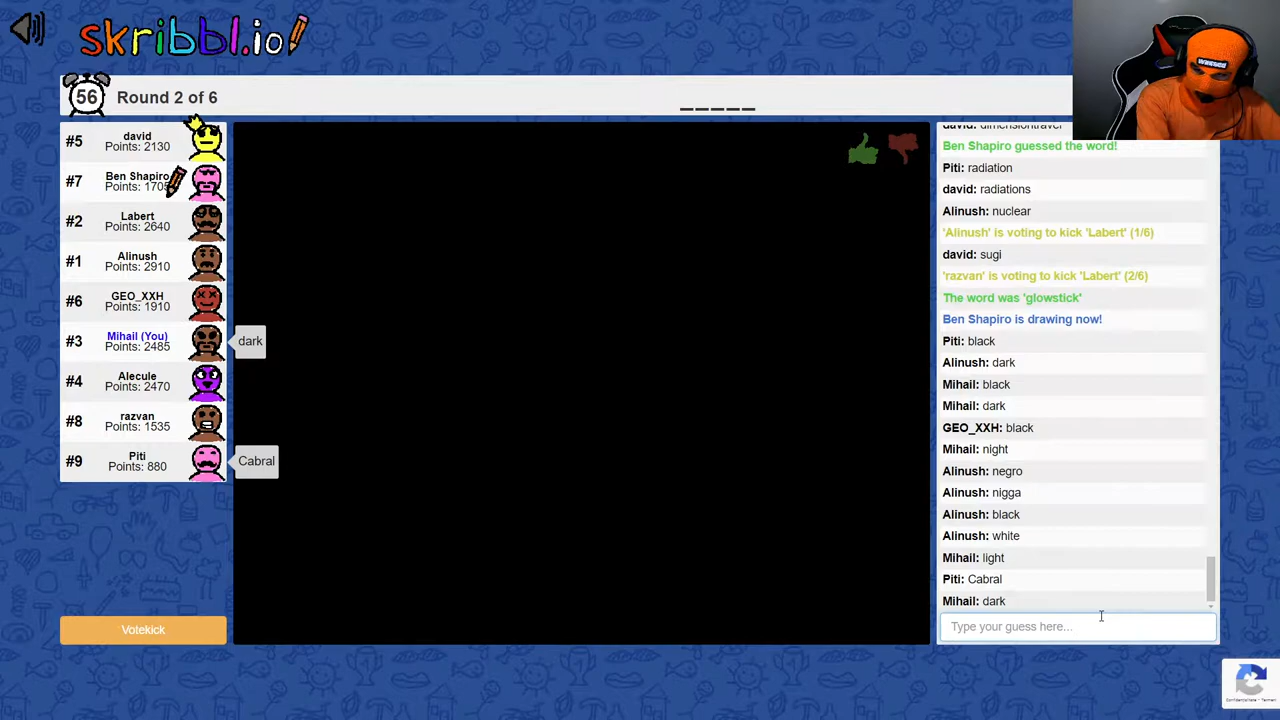 skribbl.io
56
Round 2 of 6
_____
#5 david Points: 2130
#7 Ben Shapiro Points: 1705
#2 Labert Points: 2640
#1 Alinush Points: 2910
#6 GEO_XXH Points: 1910
#3 Mihail (You) Points: 2485
#4 Alecule Points: 2470
#8 razvan Points: 1535
#9 Piti Points: 880
Votekick
dark
Cabral
david: dimensiontravel
Ben Shapiro guessed the word!
Piti: radiation
david: radiations
Alinush: nuclear
'Alinush' is voting to kick 'Labert' (1/6)
david: sugi
'razvan' is voting to kick 'Labert' (2/6)
The word was 'glowstick'
Ben Shapiro is drawing now!
Piti: black
Alinush: dark
Mihail: black
Mihail: dark
GEO_XXH: black
Mihail: night
Alinush: negro
Alinush: nigga
Alinush: black
Alinush: white
Mihail: light
Piti: Cabral
Mihail: dark
Type your guess here...